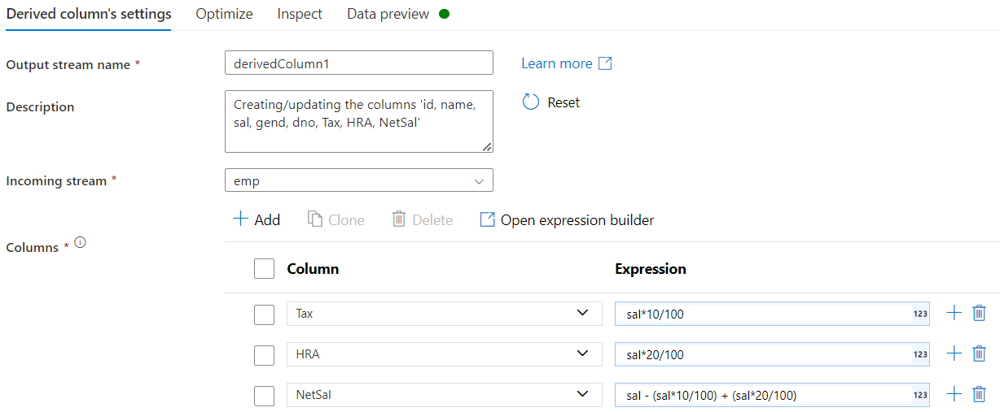 Derived column's settings Optimize Inspect Data preview
Output stream name * derivedColumn1 Learn more
Description Creating/updating the columns 'id, name, Reset
sal, gend, dno, Tax, HRA, NetSal'
Incoming stream * emp
Add Clone Delete Open expression builder
Columns *
Column Expression
Tax sal*10/100 123
HRA sal*20/100 123
NetSal sal - (sal*10/100) + (sal*20/100) 123